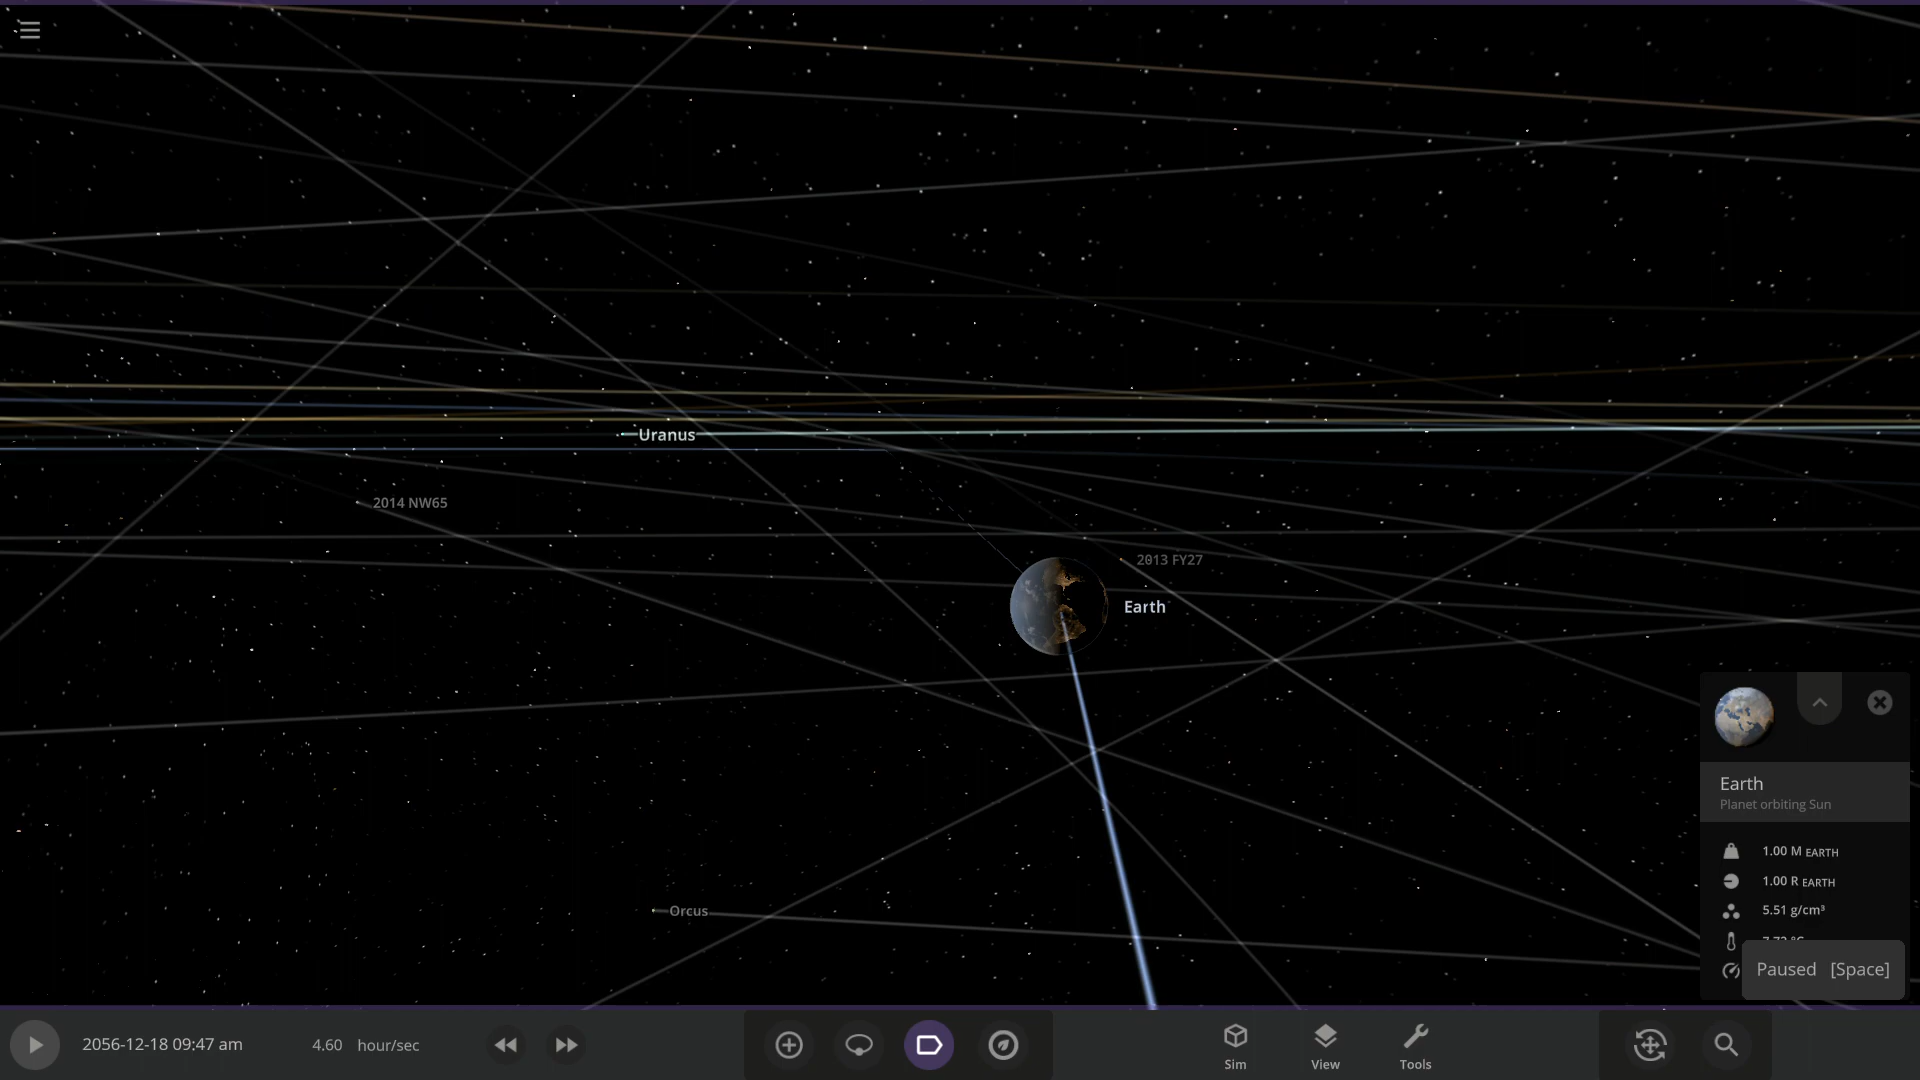 Uranus
2014 NW65
2013 FY27
Earth
Orcus
Earth
Planet orbiting Sun
1.00 M EARTH
1.00 R EARTH
5.51 g/cm³
Paused [Space]
2056-12-18 09:47 am
4.60 hour/sec
Sim
View
Tools